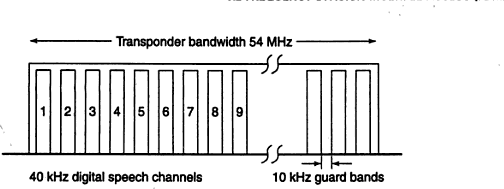 Transponder bandwidth 54 MHz
1 2 3 4 5 6 7 8 9
40 kHz digital speech channels
10 kHz guard bands